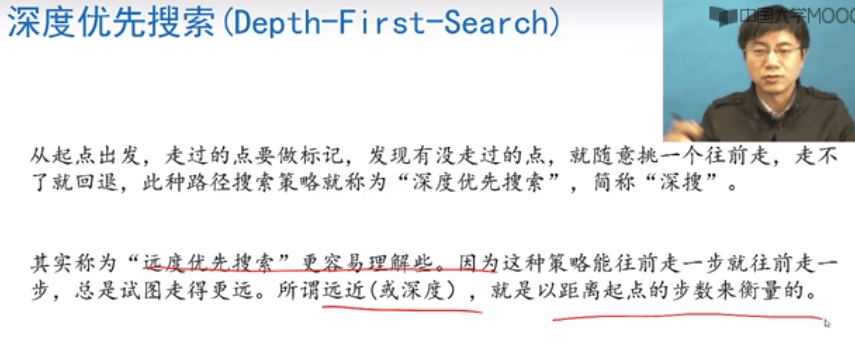 深度优先搜索(Depth-First-Search)
中国大学MOOC
从起点出发，走过的点要做标记，发现有没走过的点，就随意挑一个往前走，走不
了就回退，此种路径搜索策略就称为“深度优先搜索”，简称“深搜”。
其实称为“远度优先搜索”更容易理解些。因为这种策略能往前走一步就往前走一
步，总是试图走得更远。所谓远近(或深度），就是以距离起点的步数来衡量的。